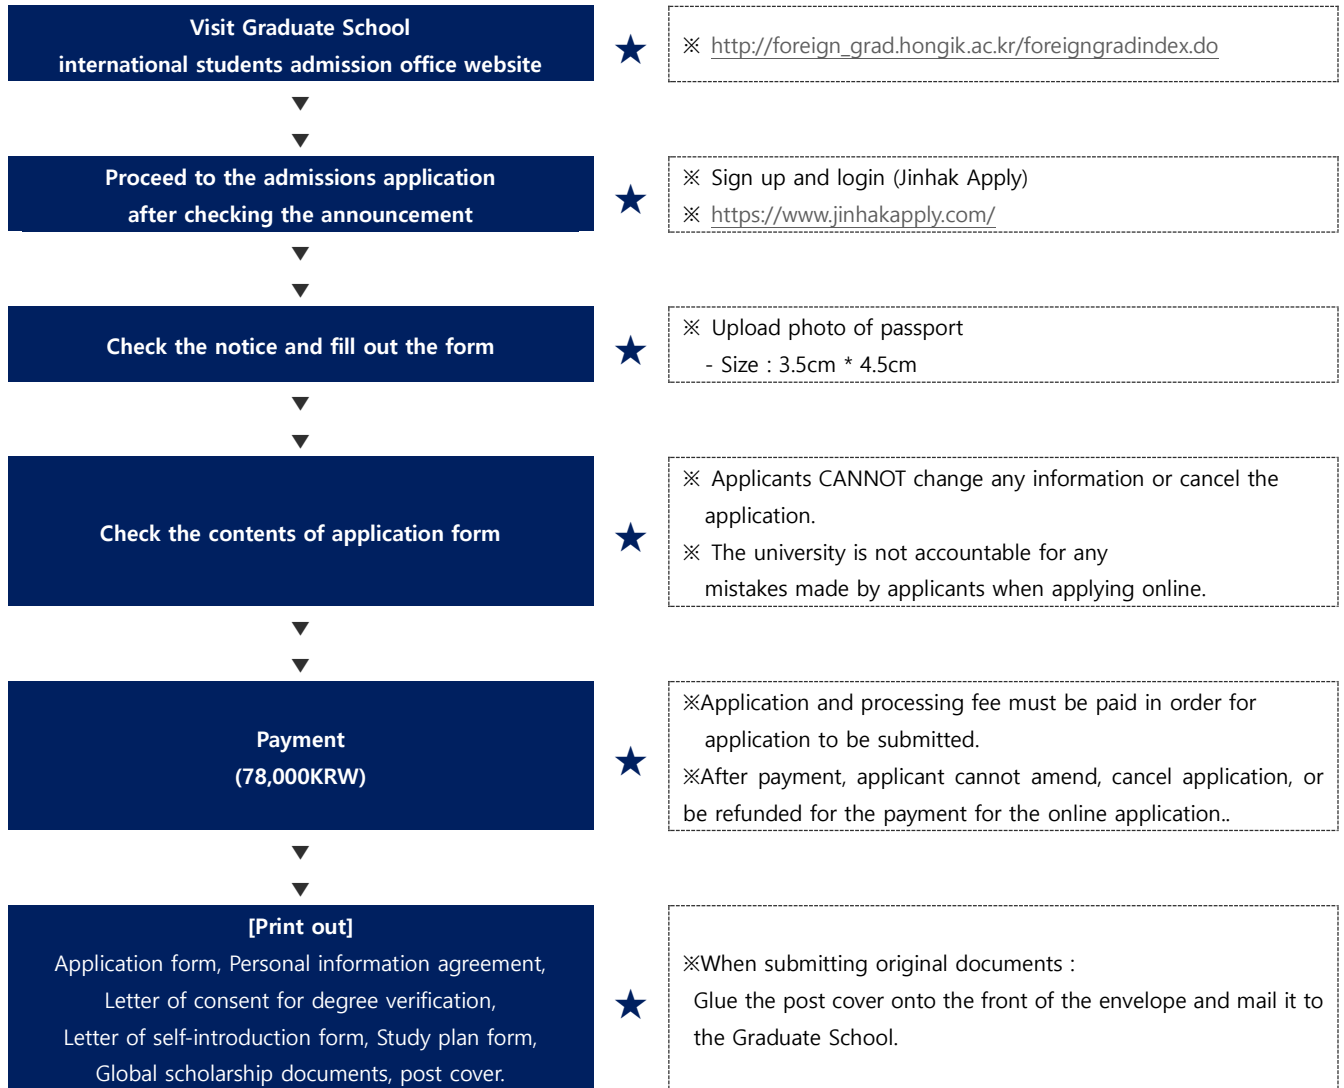 Visit Graduate School
international students admission office website
★
※ http://foreign_grad.hongik.ac.kr/foreigngradindex.do
▼
▼
Proceed to the admissions application
after checking the announcement
★
※ Sign up and login (Jinhak Apply)
※ https://www.jinhakapply.com/
▼
▼
Check the notice and fill out the form
★
※ Upload photo of passport
- Size : 3.5cm * 4.5cm
▼
▼
Check the contents of application form
★
※ Applicants CANNOT change any information or cancel the
application.
※ The university is not accountable for any
mistakes made by applicants when applying online.
▼
▼
Payment
(78,000KRW)
★
※Application and processing fee must be paid in order for
application to be submitted.
※After payment, applicant cannot amend, cancel application, or
be refunded for the payment for the online application..
▼
▼
[Print out]
Application form, Personal information agreement,
Letter of consent for degree verification,
Letter of self-introduction form, Study plan form,
Global scholarship documents, post cover.
★
※When submitting original documents :
Glue the post cover onto the front of the envelope and mail it to
the Graduate School.